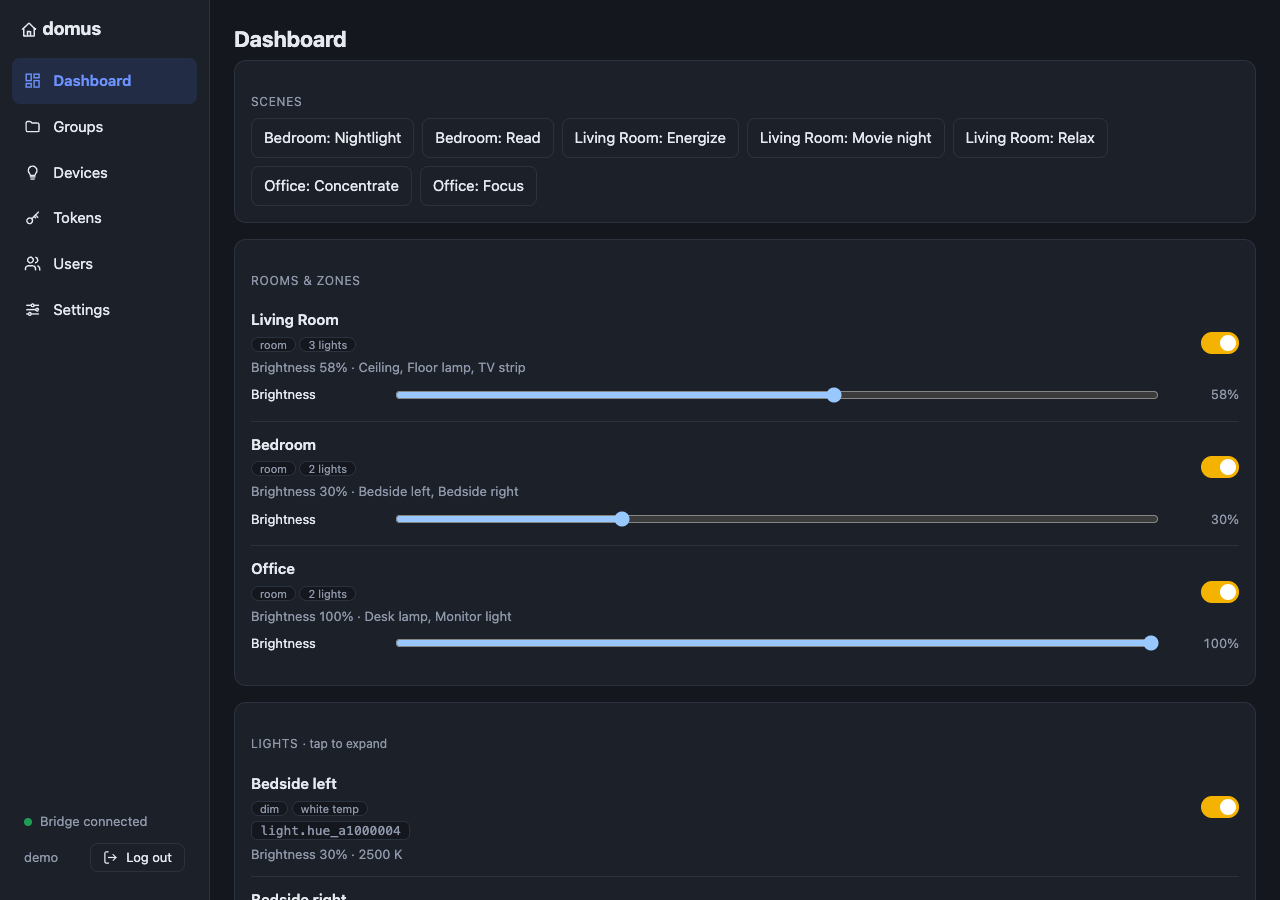 domus
Dashboard
Groups
Devices
Tokens
Users
Settings
Bridge connected
demo
Log out
Dashboard
SCENES
Bedroom: Nightlight
Bedroom: Read
Living Room: Energize
Living Room: Movie night
Living Room: Relax
Office: Concentrate
Office: Focus
ROOMS & ZONES
Living Room
room 3 lights
Brightness 58% · Ceiling, Floor lamp, TV strip
Brightness 58%
Bedroom
room 2 lights
Brightness 30% · Bedside left, Bedside right
Brightness 30%
Office
room 2 lights
Brightness 100% · Desk lamp, Monitor light
Brightness 100%
LIGHTS · tap to expand
Bedside left
dim white temp
light.hue_a1000004
Brightness 30% · 2500 K
Bedside right